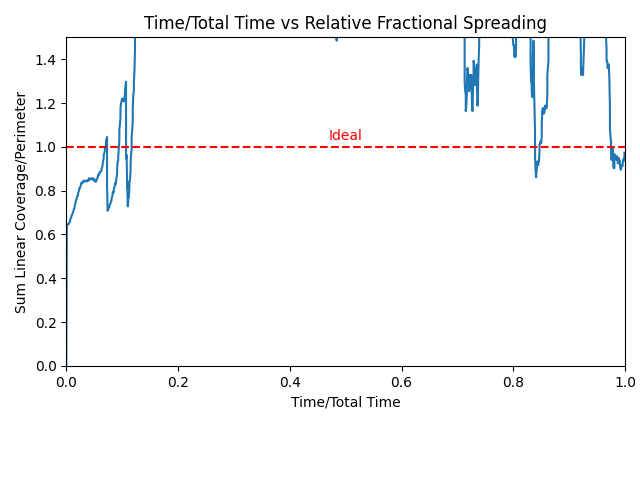 Time/Total Time vs Relative Fractional Spreading
Sum Linear Coverage/Perimeter
1.4
1.2
1.0
0.8
0.6
0.4
0.2
0.0
Ideal
0.0 0.2 0.4 0.6 0.8 1.0
Time/Total Time